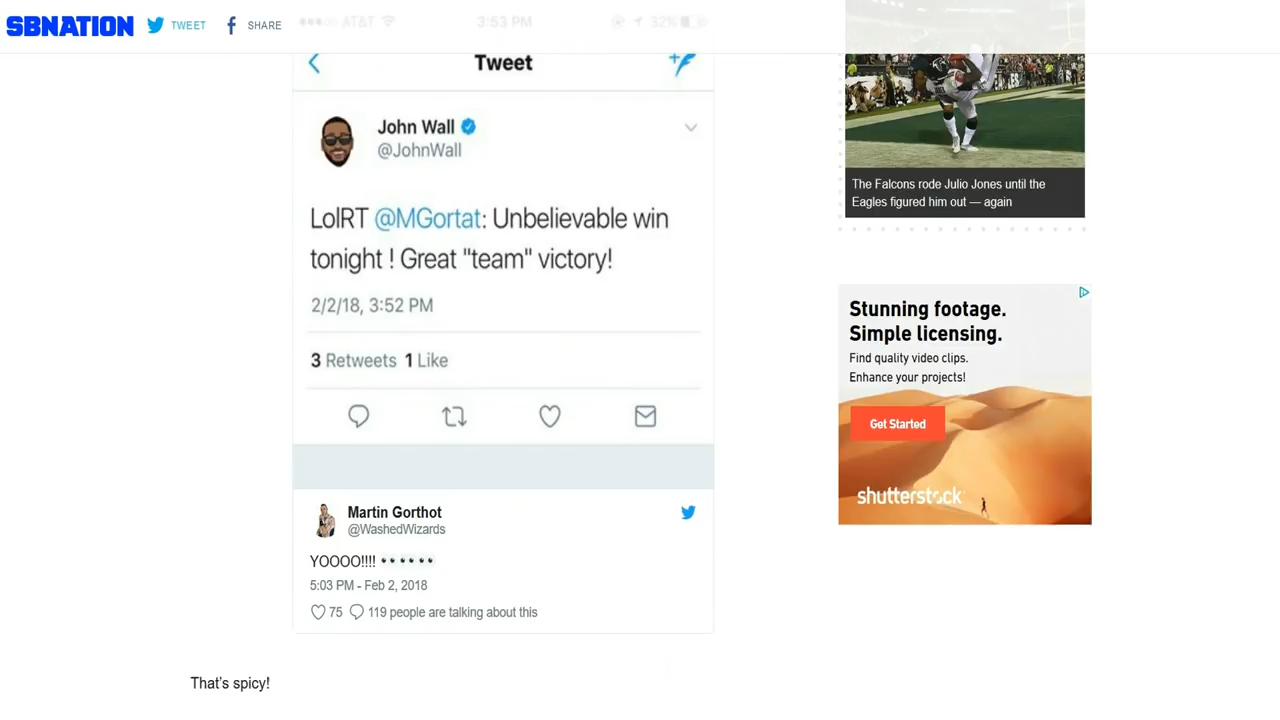 SBNATION
TWEET
SHARE
AT&T
3:53 PM
32%
Tweet
John Wall
@JohnWall
LolRT @MGortat: Unbelievable win
tonight ! Great "team" victory!
2/2/18, 3:52 PM
3 Retweets 1 Like
Martin Gorthot
@WashedWizards
YOOOO!!!!
5:03 PM - Feb 2, 2018
75 119 people are talking about this
That's spicy!
The Falcons rode Julio Jones until the
Eagles figured him out — again
Stunning footage.
Simple licensing.
Find quality video clips.
Enhance your projects!
Get Started
shutterstock